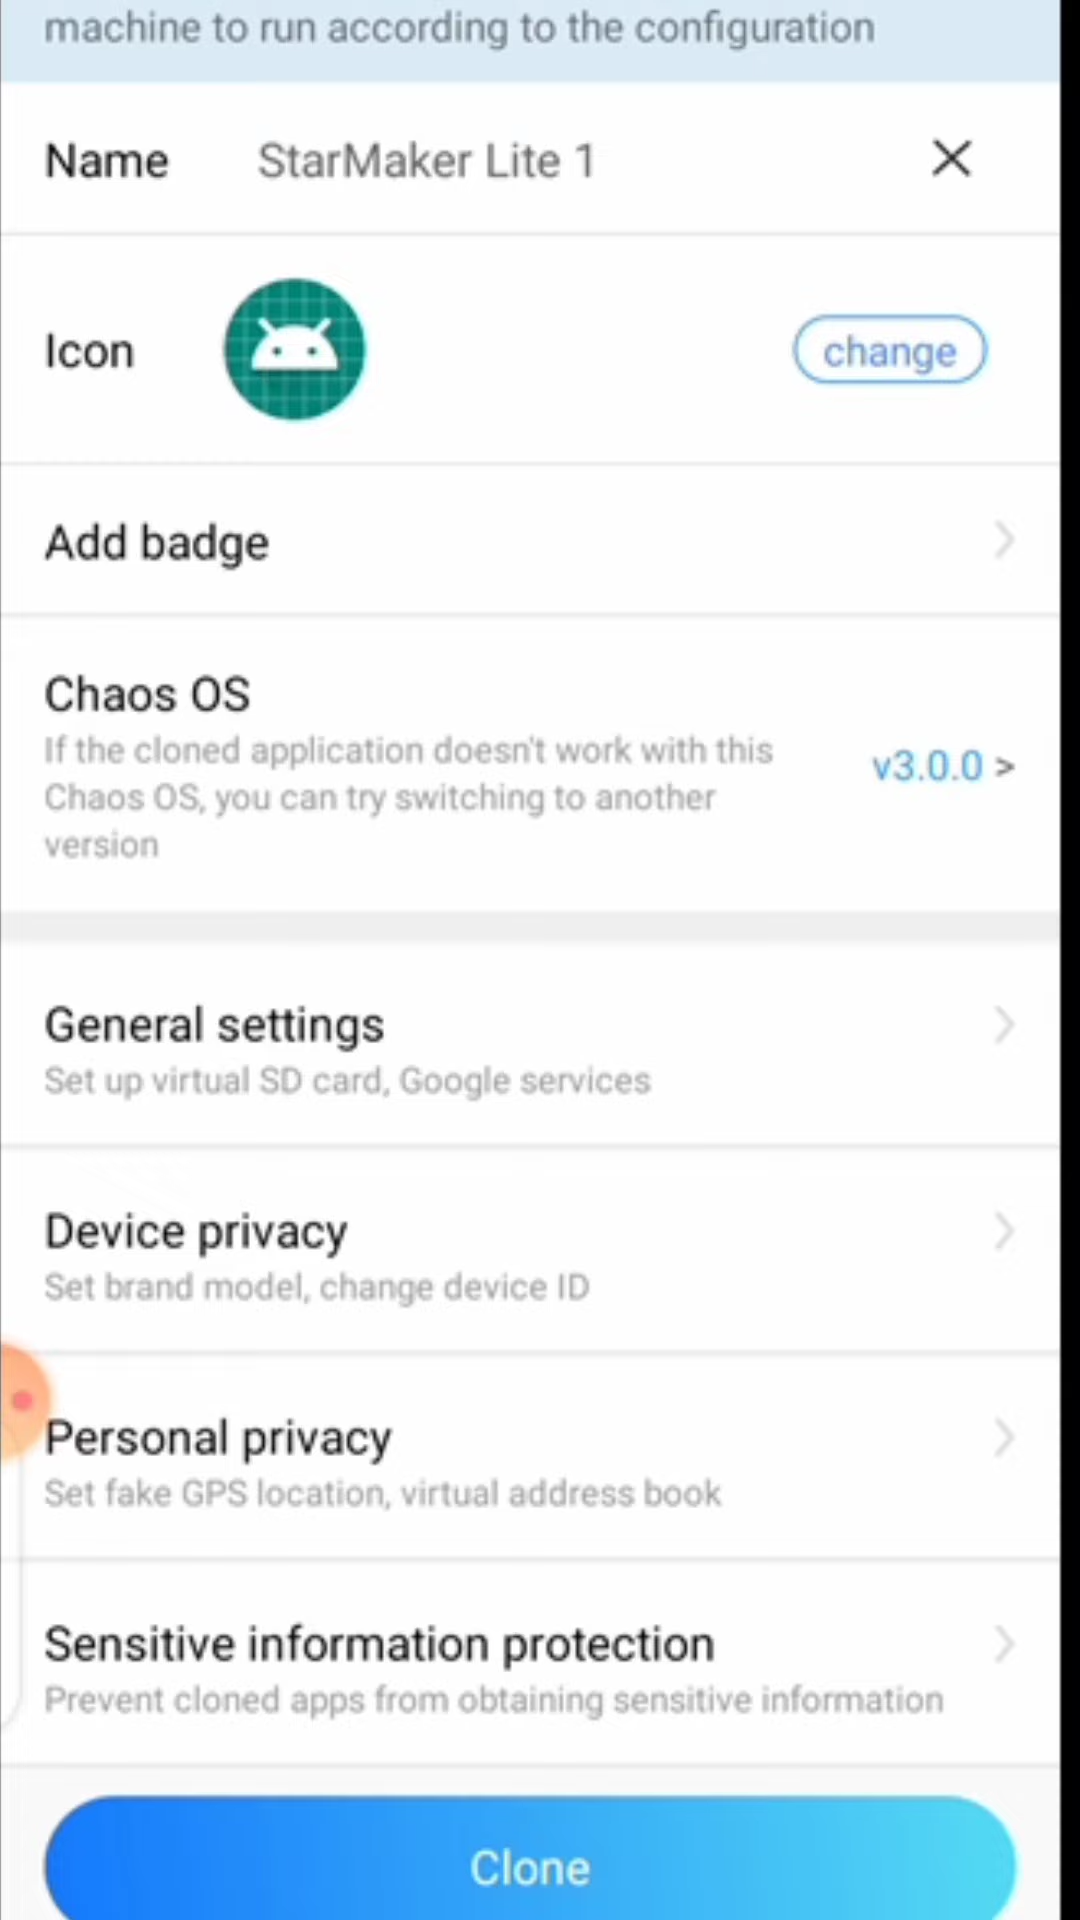 machine to run according to the configuration
Name StarMaker Lite 1
Icon change
Add badge
Chaos OS
If the cloned application doesn't work with this
Chaos OS, you can try switching to another
version
v3.0.0 >
General settings
Set up virtual SD card, Google services
Device privacy
Set brand model, change device ID
Personal privacy
Set fake GPS location, virtual address book
Sensitive information protection
Prevent cloned apps from obtaining sensitive information
Clone